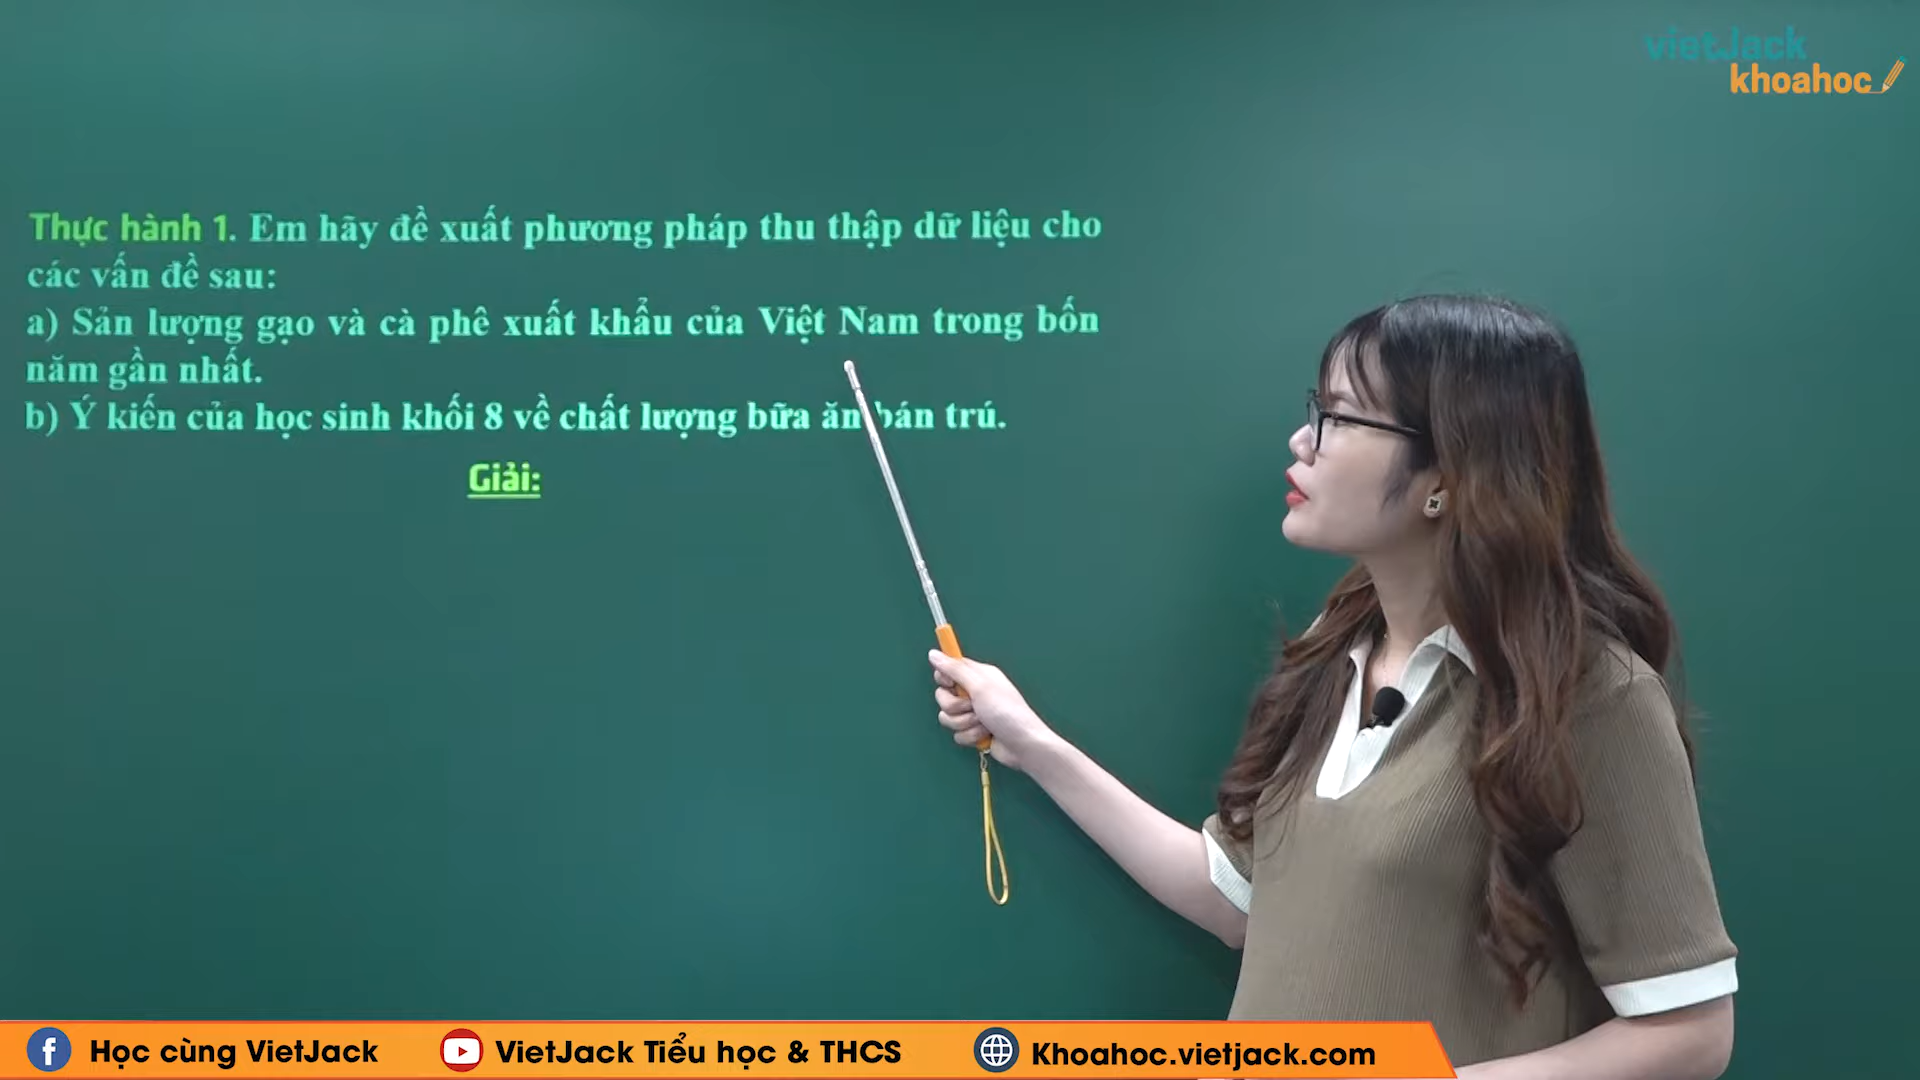 vietJack
khoahoc
Thực hành 1. Em hãy đề xuất phương pháp thu thập dữ liệu cho
các vấn đề sau:
a) Sản lượng gạo và cà phê xuất khẩu của Việt Nam trong bốn
năm gần nhất.
b) Ý kiến của học sinh khối 8 về chất lượng bữa ăn bán trú.
Giải:
Học cùng VietJack
VietJack Tiểu học & THCS
Khoahoc.vietjack.com